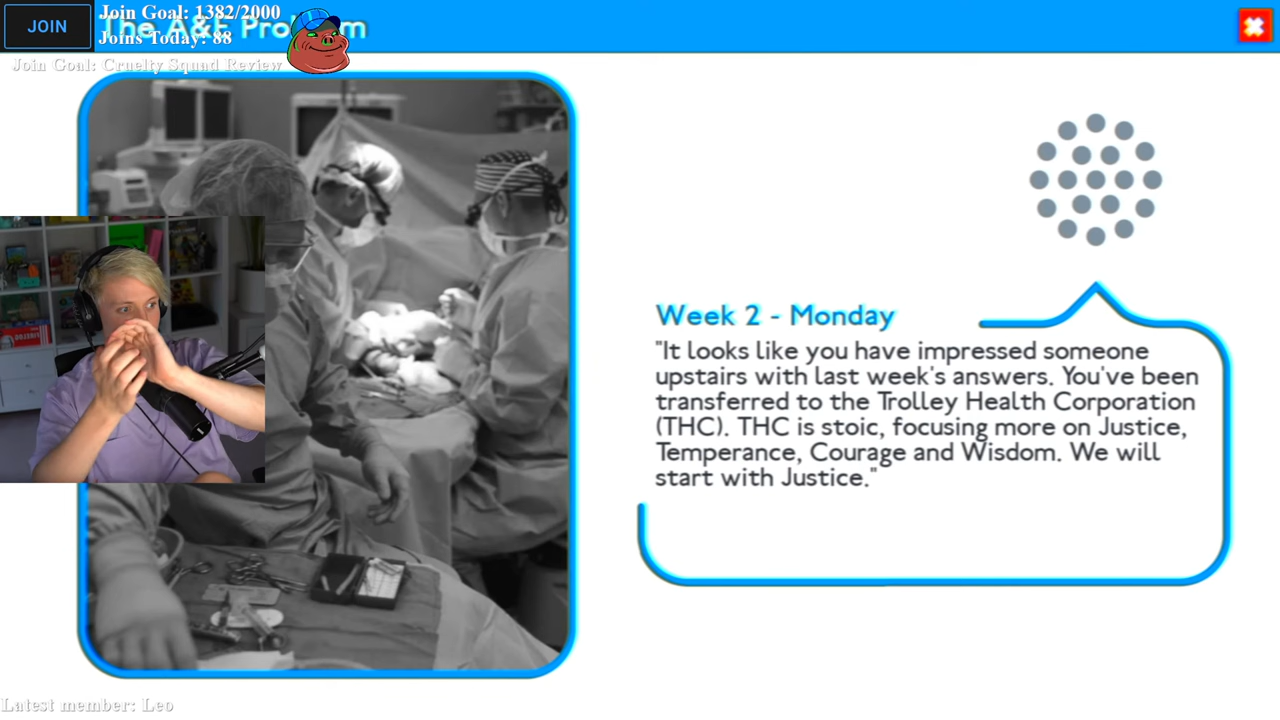 JOIN
Join Goal: 1382/2000
The A&E Problem
Joins Today: 88
Join Goal: Cruelty Squad Review
Week 2 - Monday
"It looks like you have impressed someone
upstairs with last week's answers. You've been
transferred to the Trolley Health Corporation
(THC). THC is stoic, focusing more on Justice,
Temperance, Courage and Wisdom. We will
start with Justice."
Latest member: Leo